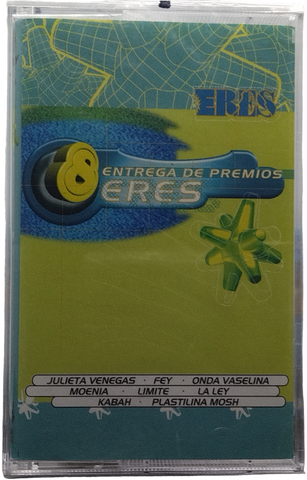 ERES
8 ENTREGA DE PREMIOS
ERES
JULIETA VENEGAS · FEY · ONDA VASELINA
MOENIA · LIMITE · LA LEY
KABAH · PLASTILINA MOSH